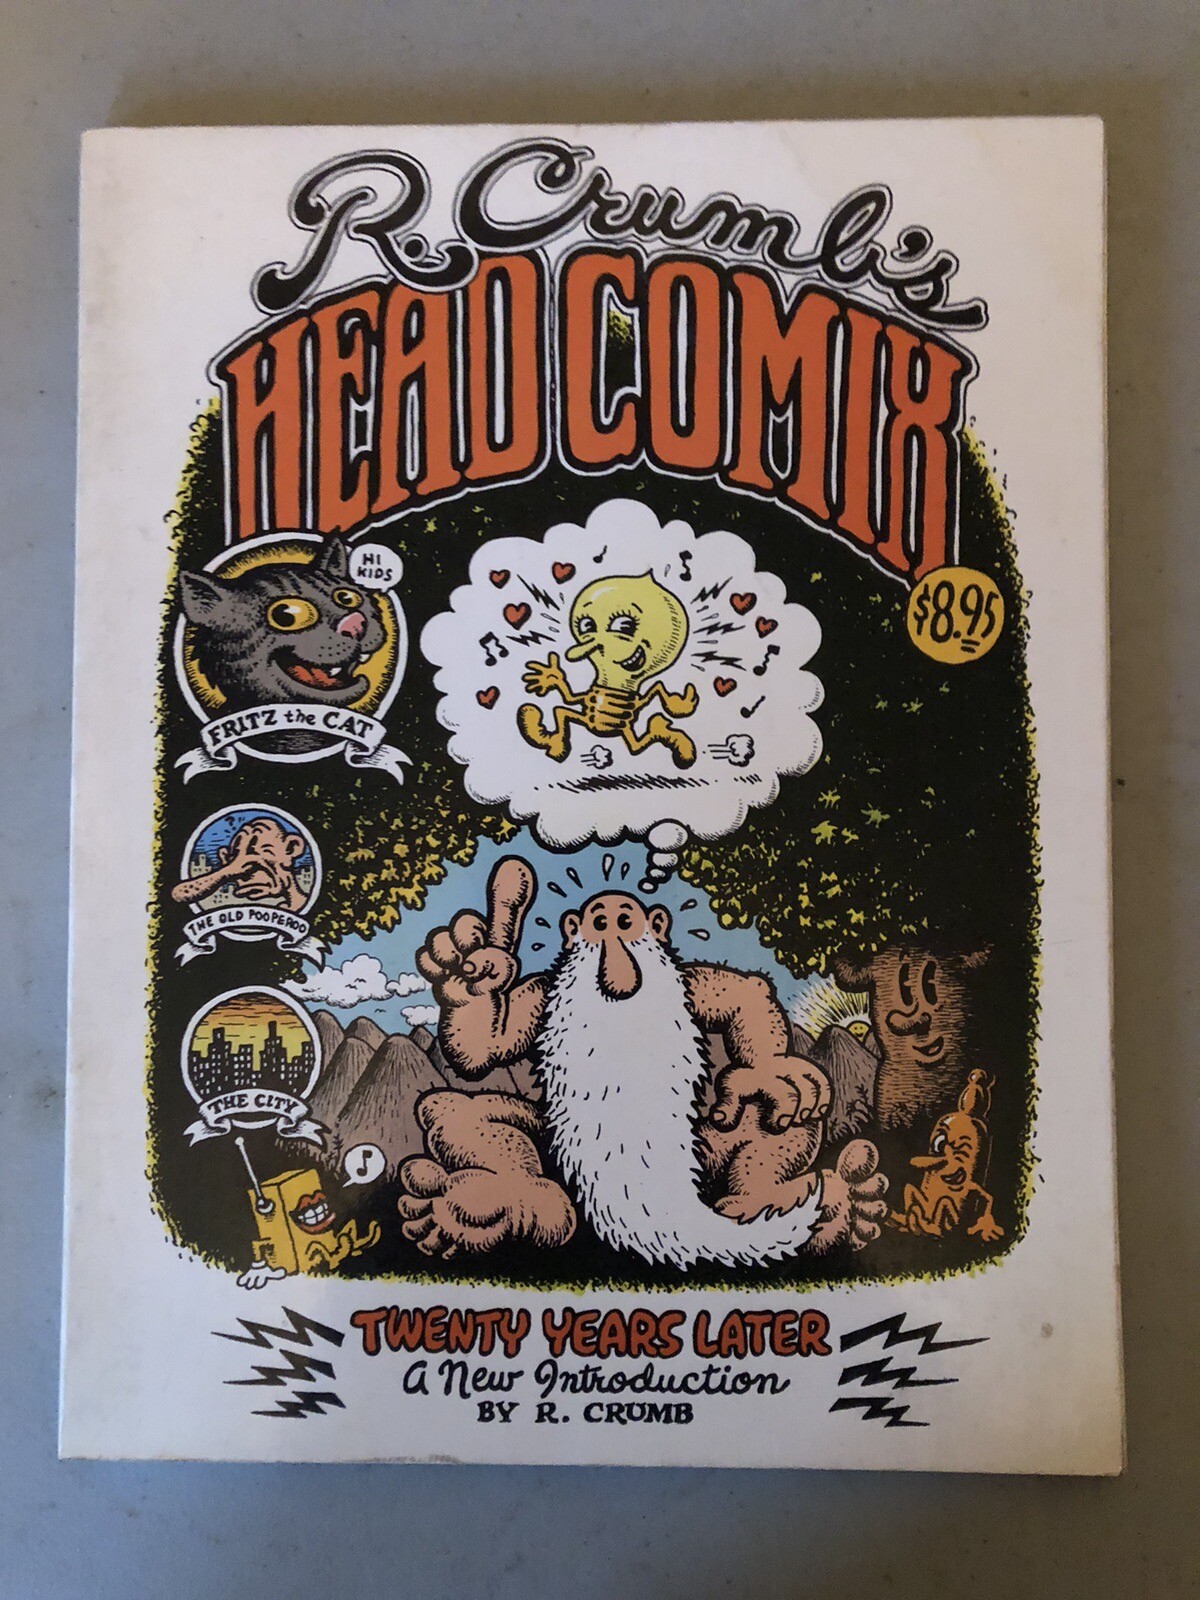 R. Crumb's
HEAD COMIX
HI
KIDS
$8.95
FRITZ the CAT
THE OLD POOPEROO
THE CITY
TWENTY YEARS LATER
A New Introduction
BY R. CRUMB